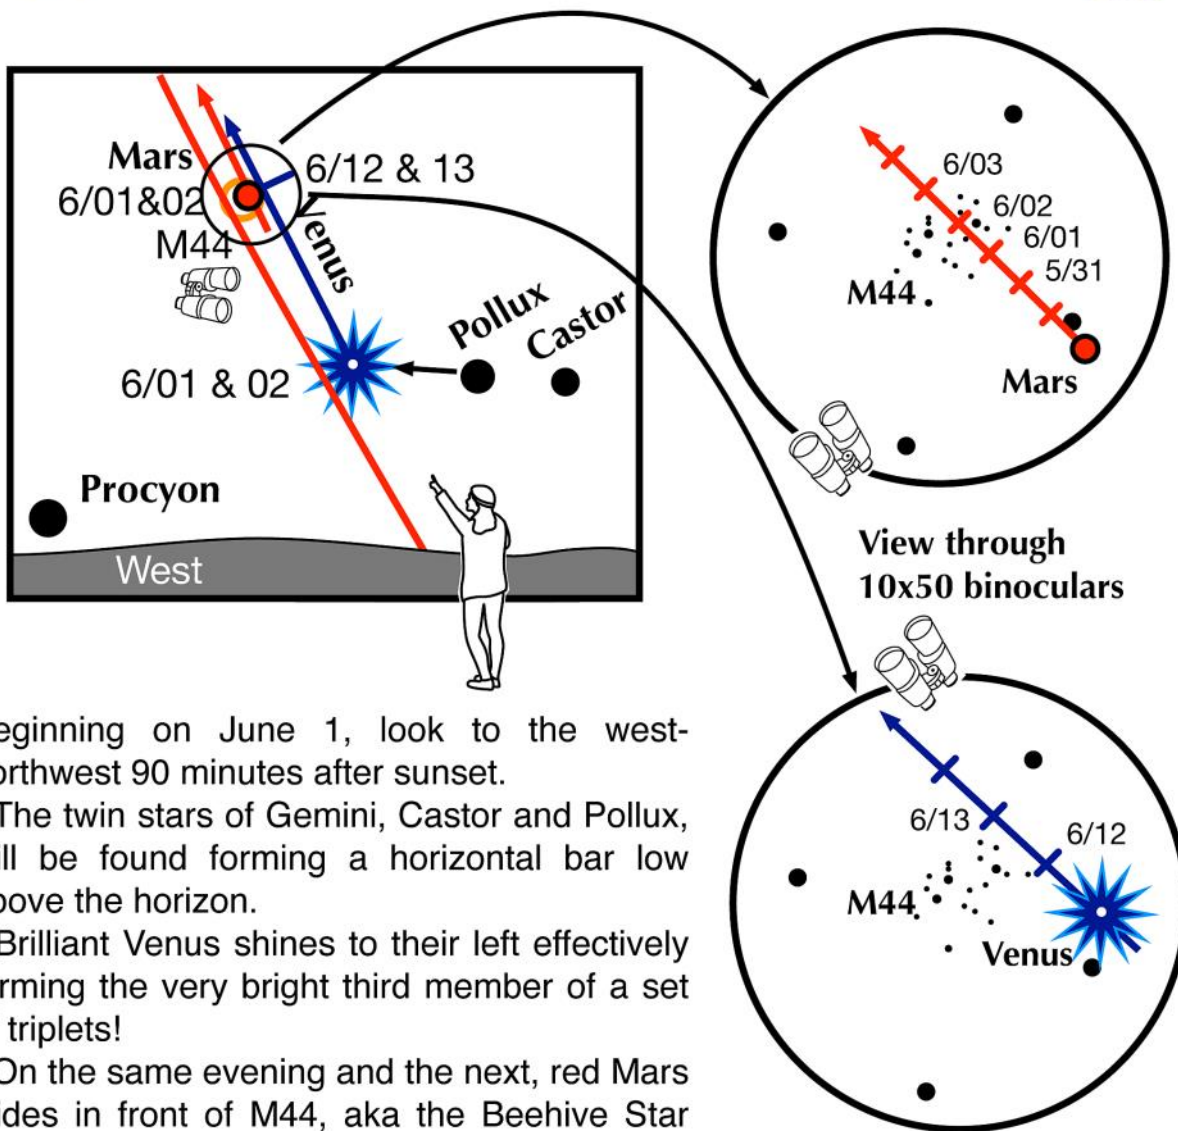 Mars
6/01&02
M44
6/12 & 13
Venus
Pollux
Castor
6/01 & 02
Procyon
West
6/03
6/02
6/01
5/31
M44
Mars
View through
10x50 binoculars
6/13
6/12
M44
Venus
eginning on June 1, look to the west-
orthwest 90 minutes after sunset.
The twin stars of Gemini, Castor and Pollux,
ill be found forming a horizontal bar low
bove the horizon.
Brilliant Venus shines to their left effectively
rming the very bright third member of a set
triplets!
On the same evening and the next, red Mars
ides in front of M44, aka the Beehive Star